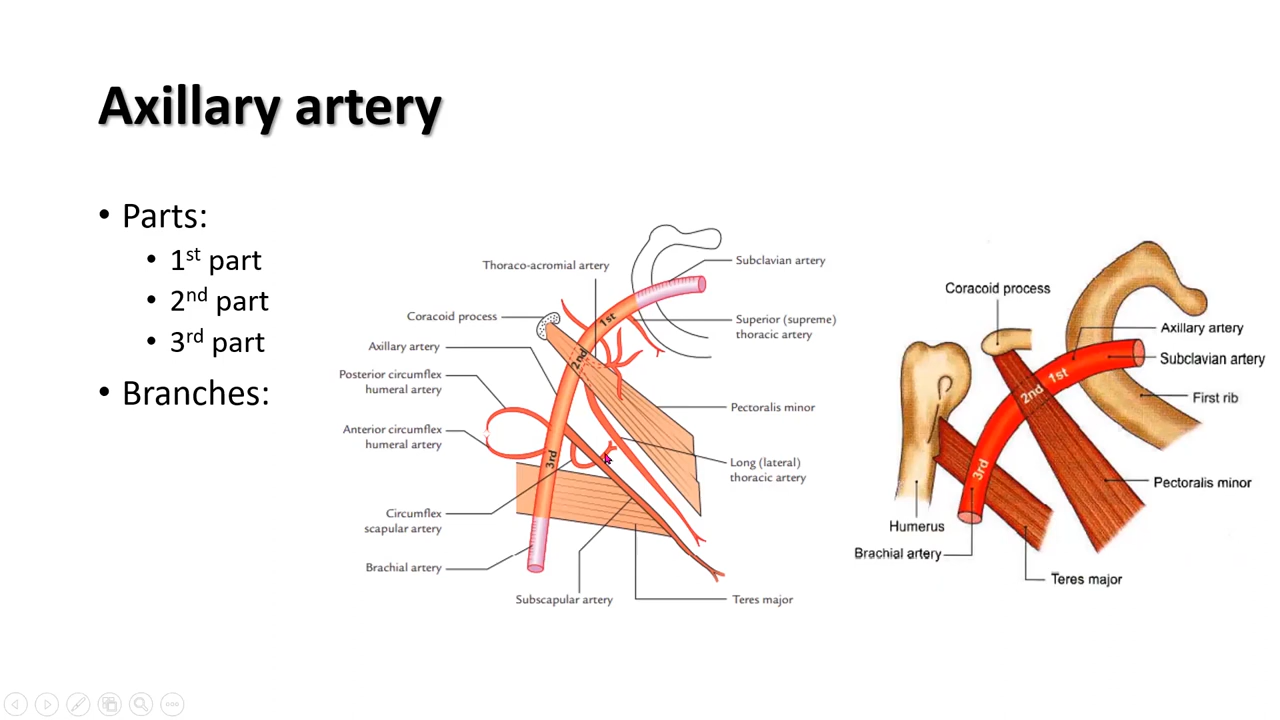 Axillary artery
• Parts:
• 1st part
• 2nd part
• 3rd part
• Branches:
Thoraco-acromial artery
Coracoid process
Axillary artery
Posterior circumflex
humeral artery
Anterior circumflex
humeral artery
Circumflex
scapular artery
Brachial artery
Subscapular artery
Subclavian artery
Superior (supreme)
thoracic artery
Pectoralis minor
Long (lateral)
thoracic artery
Teres major
1st
2nd
3rd
Coracoid process
Axillary artery
Subclavian artery
First rib
1st
2nd
3rd
Pectoralis minor
Humerus
Brachial artery
Teres major